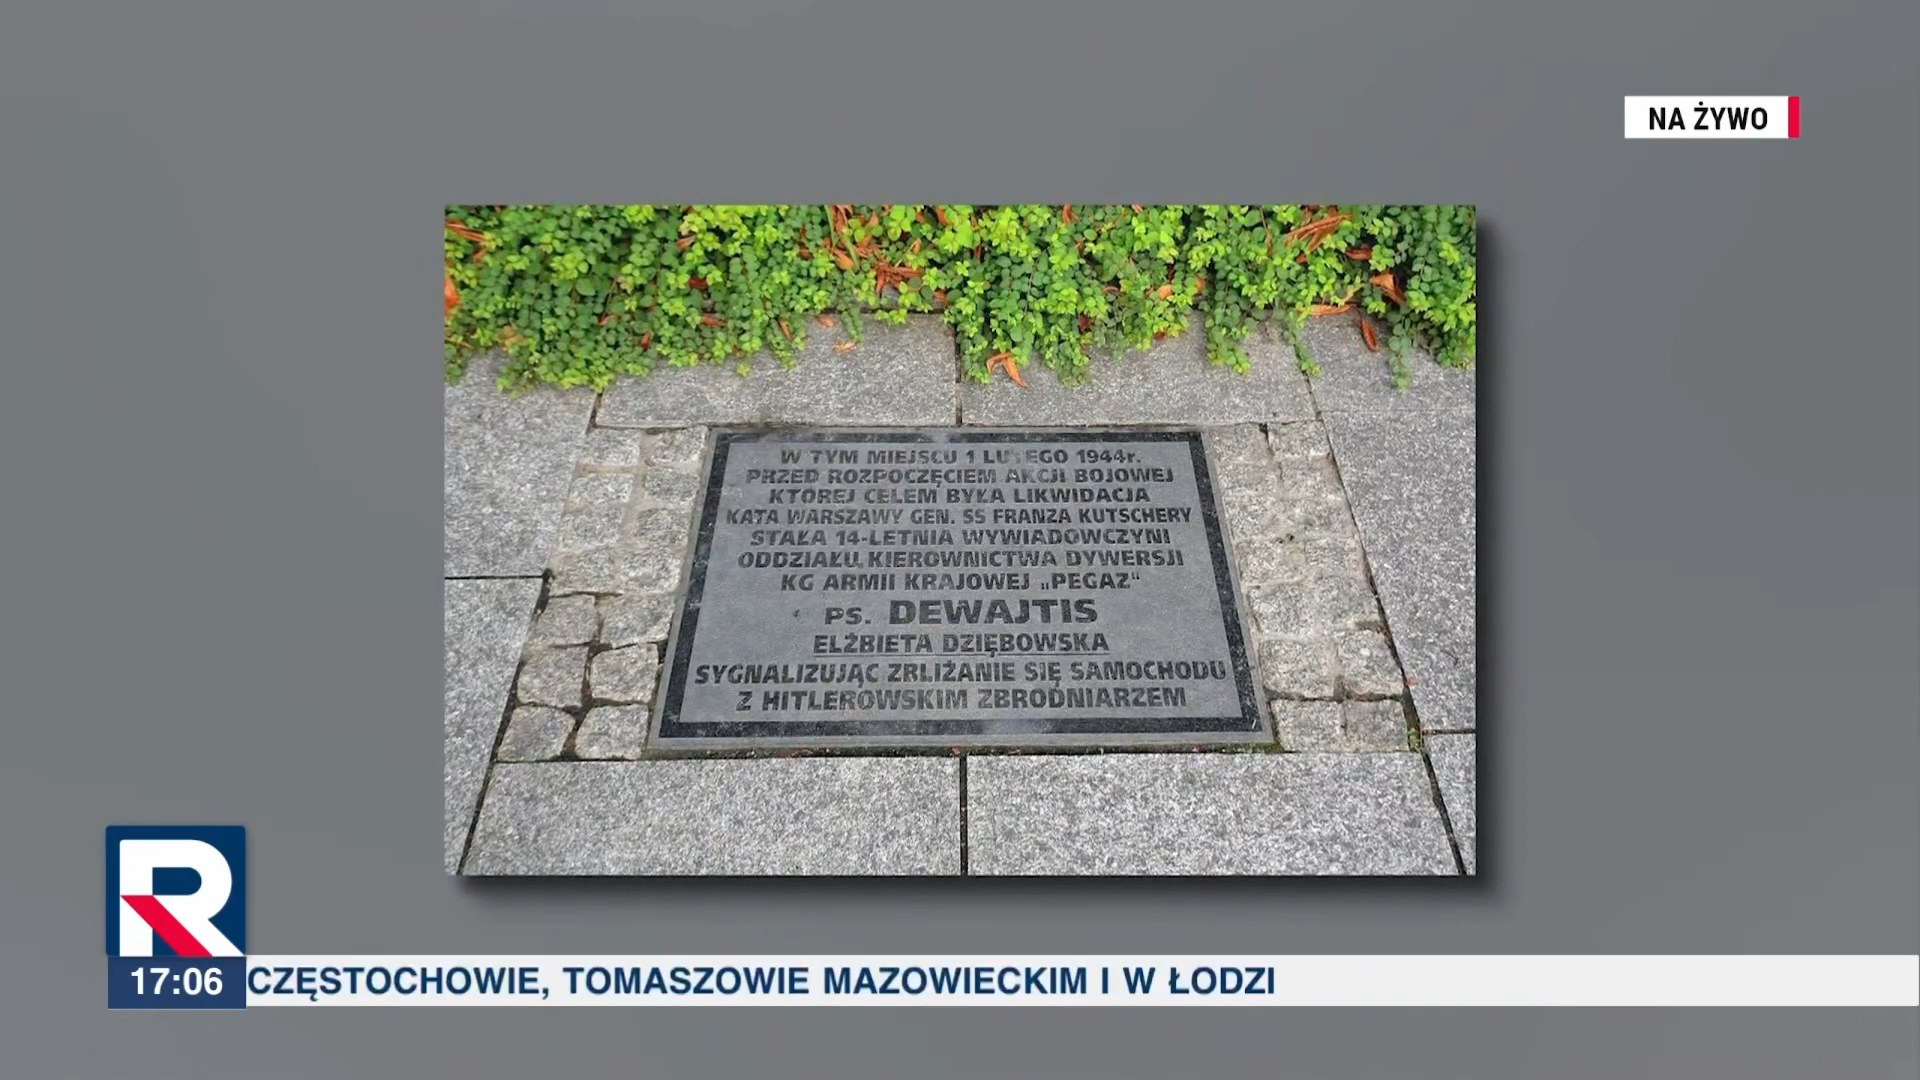 NA ŻYWO
W TYM MIEJSCU 1 LUTEGO 1944r.
PRZED ROZPOCZĘCIEM AKCJI BOJOWEJ
KTÓREJ CELEM BYŁA LIKWIDACJA
KATA WARSZAWY GEN. SS FRANZA KUTSCHERY
STAŁA 14-LETNIA WYWIADOWCZYNI
ODDZIAŁU KIEROWNICTWA DYWERSJI
KG ARMII KRAJOWEJ „PEGAZ"
PS. DEWAJTIS
ELŻBIETA DZIĘBOWSKA
SYGNALIZUJĄC ZBLIŻANIE SIĘ SAMOCHODU
Z HITLEROWSKIM ZBRODNIARZEM
R
17:06 CZĘSTOCHOWIE, TOMASZOWIE MAZOWIECKIM I W ŁODZI